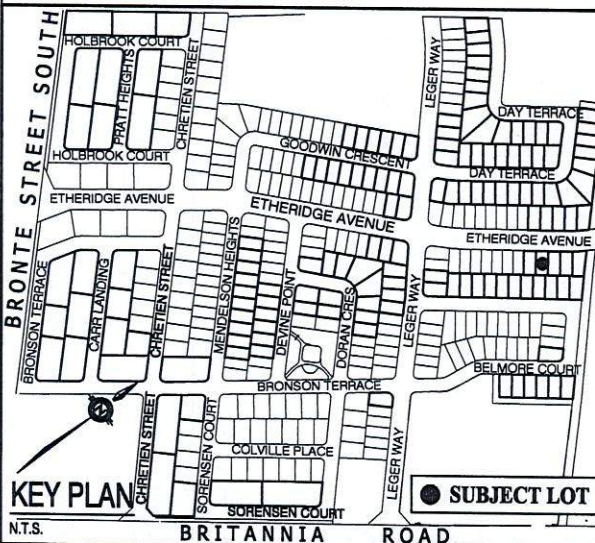 HOLBROOK COURT
BRONTE STREET SOUTH
PRATT HEIGHTS
CHRETIEN STREET
LEGER WAY
DAY TERRACE
HOLBROOK COURT
GOODWIN CRESCENT
DAY TERRACE
ETHERIDGE AVENUE
ETHERIDGE AVENUE
ETHERIDGE AVENUE
BRONSON TERRACE
CARR LANDING
CHRETIEN STREET
MENDELSON HEIGHTS
DEVINE POINT
DORAN CRES
LEGER WAY
BELMORE COURT
BRONSON TERRACE
CHRETIEN STREET
SORENSEN COURT
COLVILLE PLACE
LEGER WAY
SORENSEN COURT
KEY PLAN
N.T.S.
SUBJECT LOT
BRITANNIA ROAD